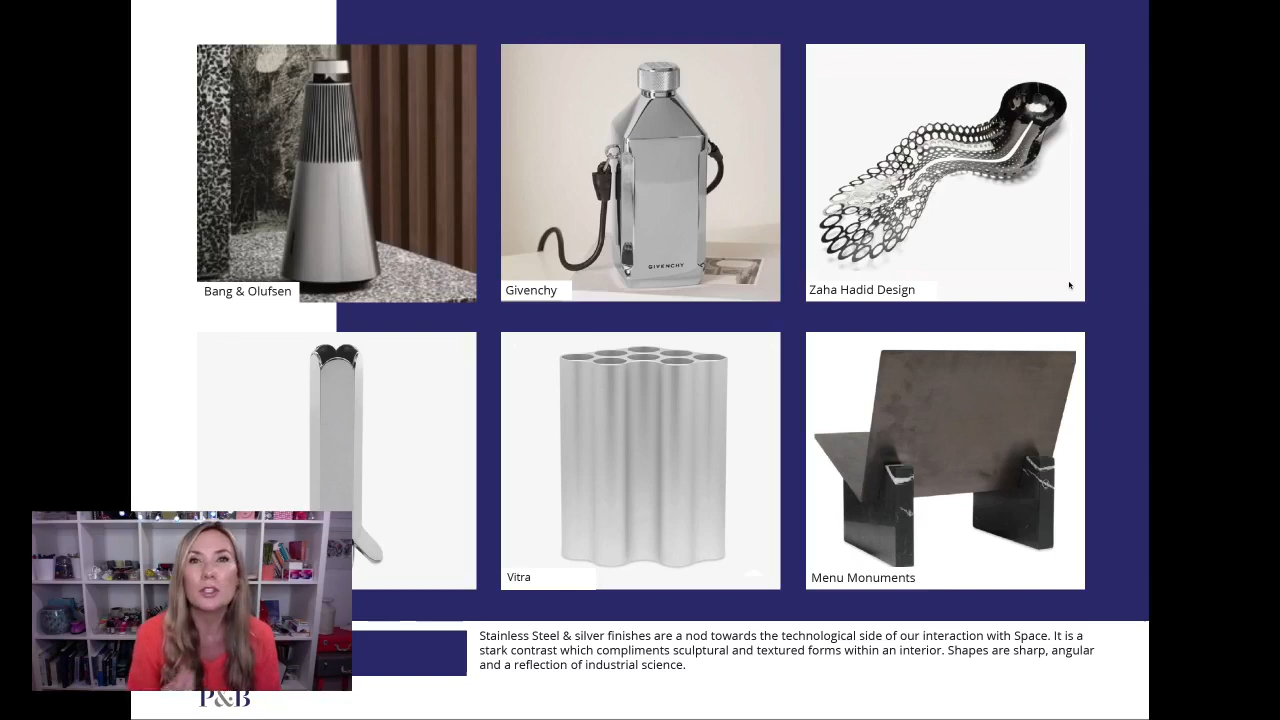 Bang & Olufsen
GIVENCHY
Givenchy
Zaha Hadid Design
Vitra
Menu Monuments
Stainless Steel & silver finishes are a nod towards the technological side of our interaction with Space. It is a
stark contrast which compliments sculptural and textured forms within an interior. Shapes are sharp, angular
and a reflection of industrial science.
P&B